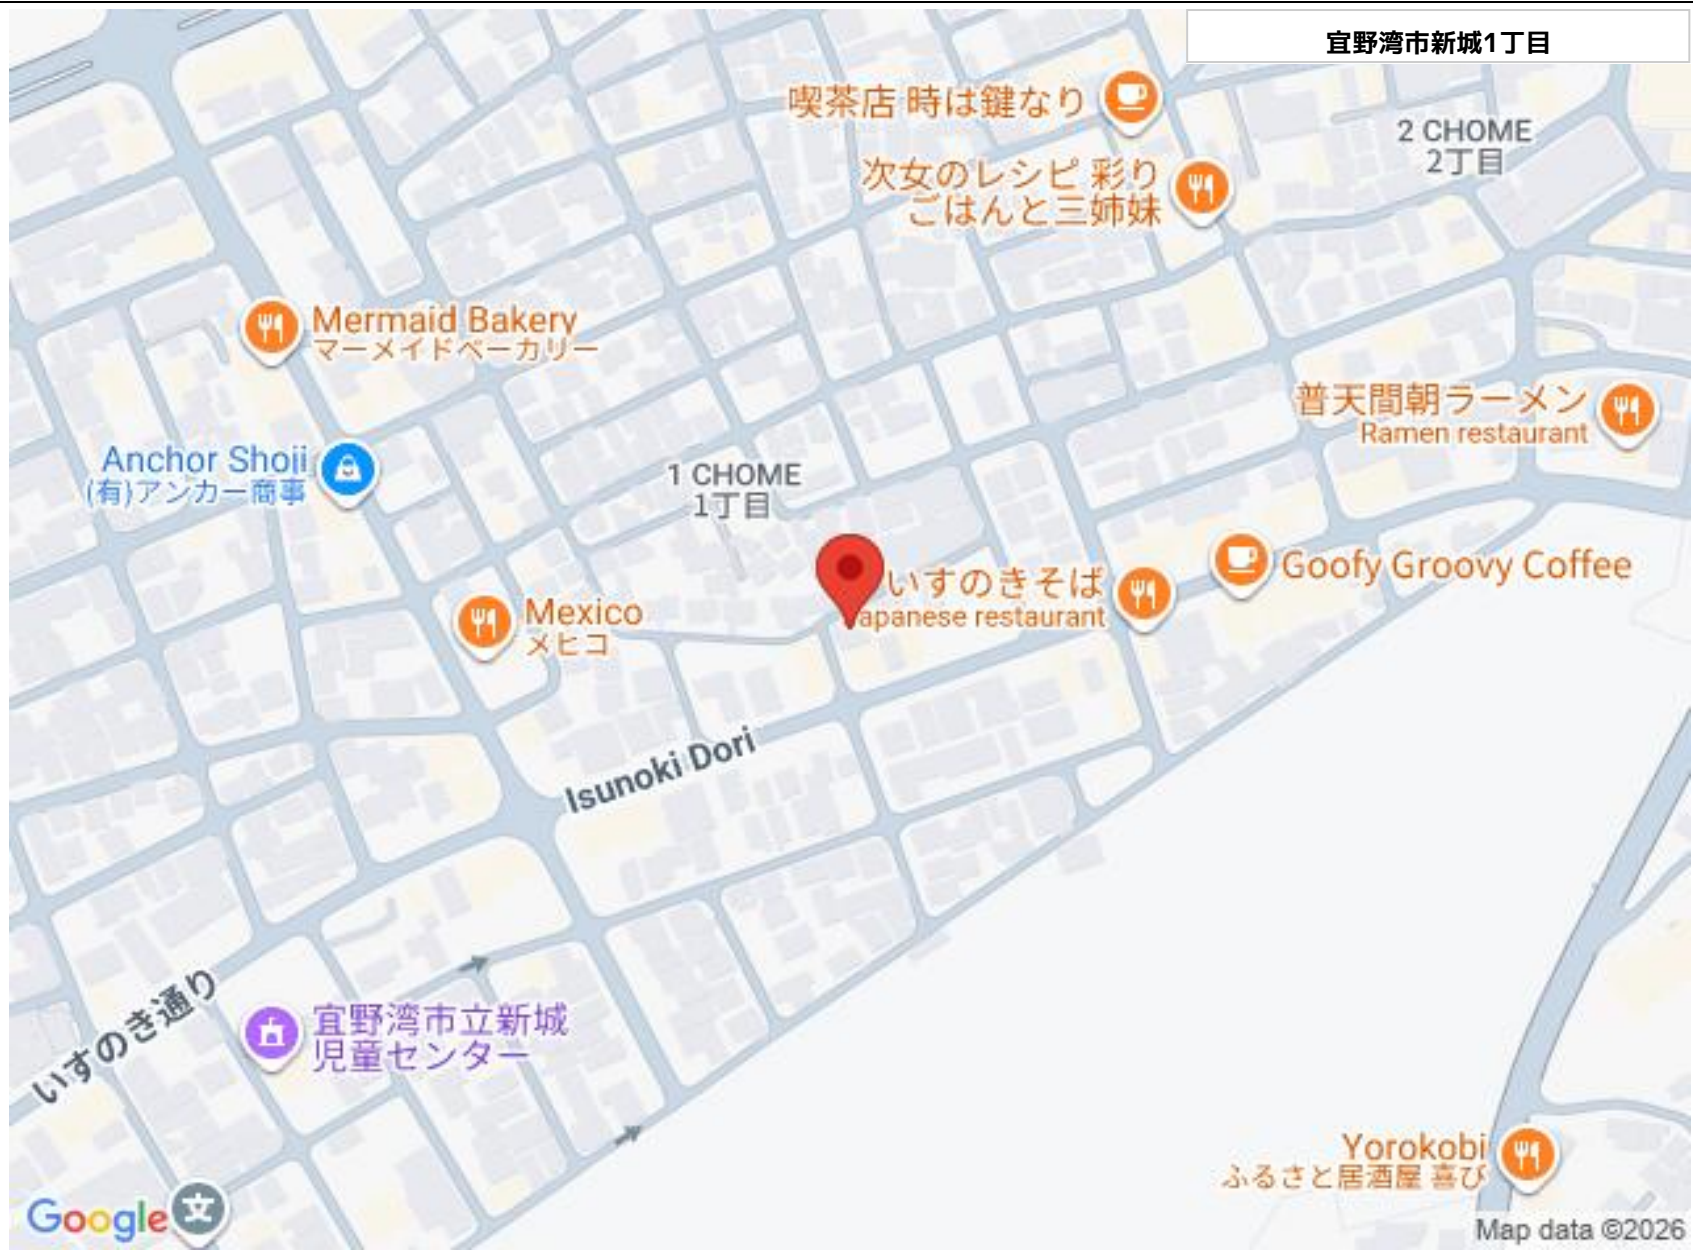 宜野湾市新城1丁目
喫茶店 時は鍵なり
2 CHOME
2丁目
次女のレシピ 彩り
ごはんと三姉妹
Mermaid Bakery
マーメイドベーカリー
普天間朝ラーメン
Ramen restaurant
Anchor Shoji
(有)アンカー商事
1 CHOME
1丁目
いすのきそば
Japanese restaurant
Goofy Groovy Coffee
Mexico
メヒコ
Isunoki Dori
いすのき通り
宜野湾市立新城
児童センター
Yorokobi
ふるさと居酒屋 喜び
Google
文
Map data ©2026